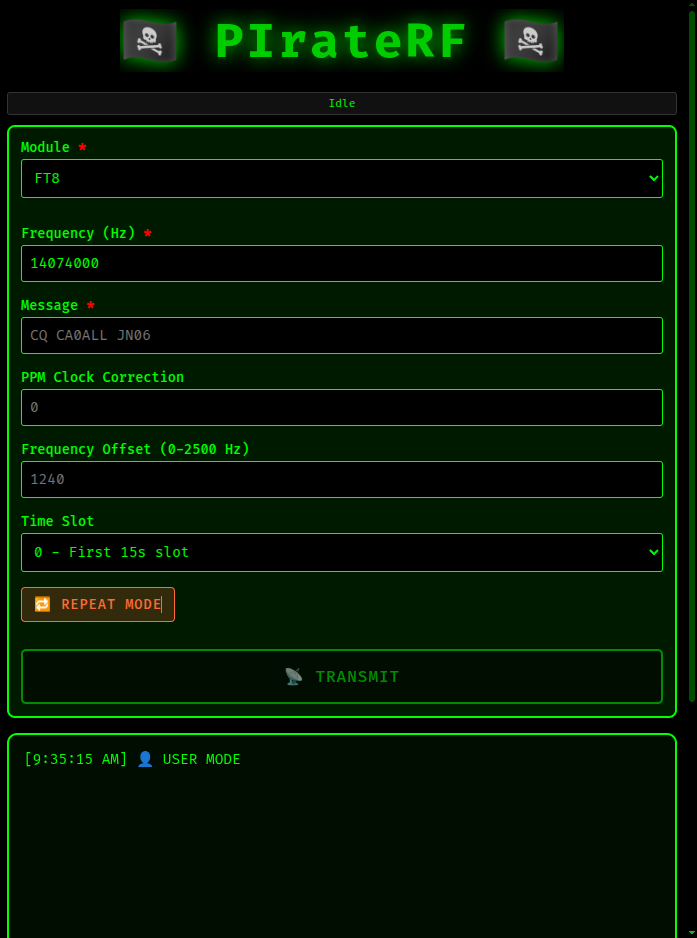 🏴‍☠️ PIrateRF 🏴‍☠️
Idle
Module *
FT8
Frequency (Hz) *
14074000
Message *
CQ CA0ALL JN06
PPM Clock Correction
0
Frequency Offset (0-2500 Hz)
1240
Time Slot
0 - First 15s slot
🔁 REPEAT MODE
📡 TRANSMIT
[9:35:15 AM] 👤 USER MODE